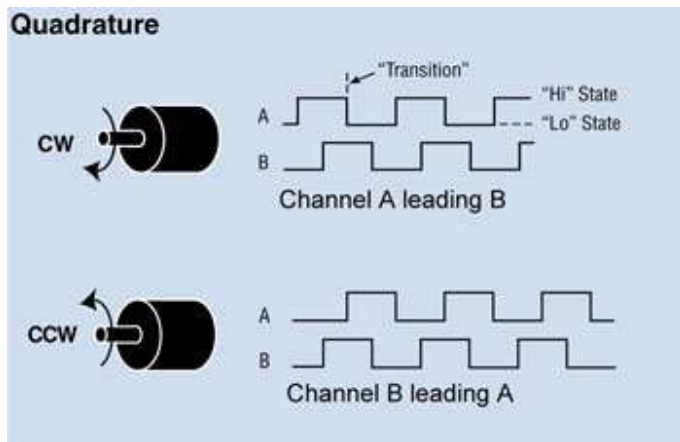 Quadrature
"Transition"
"Hi" State
A
"Lo" State
CW
B
Channel A leading B
A
CCW
B
Channel B leading A